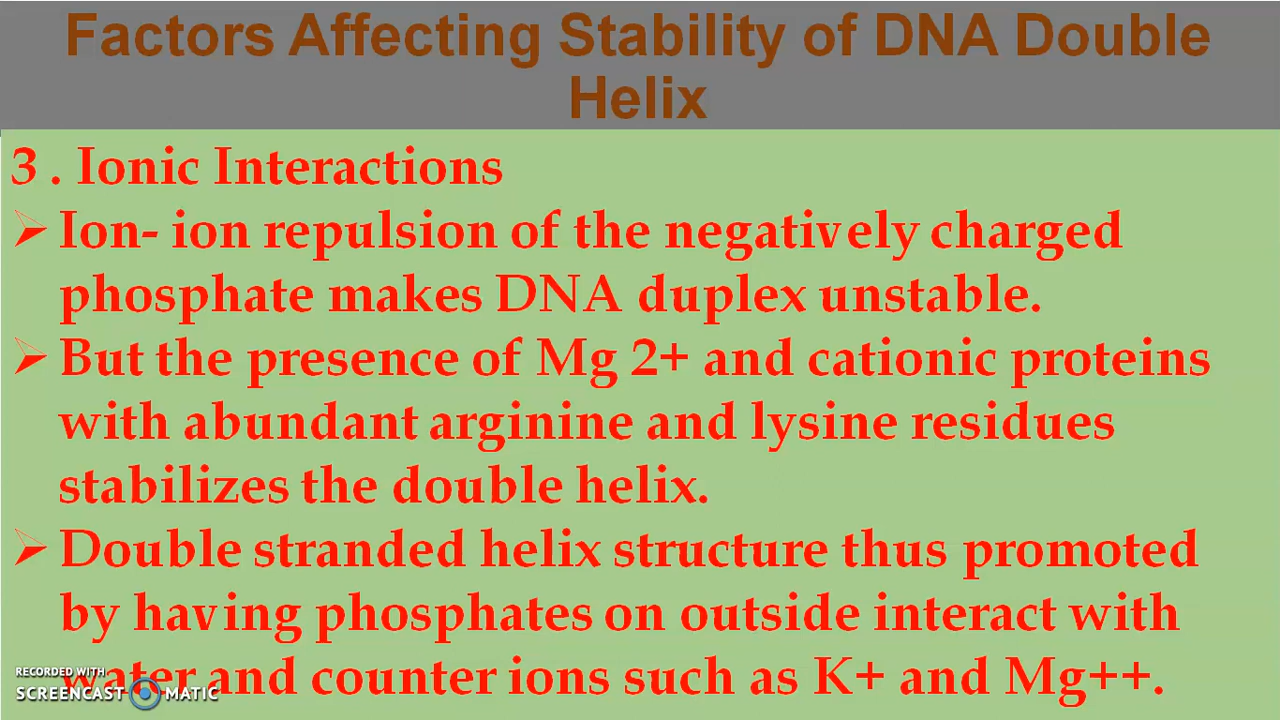 Factors Affecting Stability of DNA Double
Helix
3 . Ionic Interactions
➢ Ion- ion repulsion of the negatively charged
phosphate makes DNA duplex unstable.
➢ But the presence of Mg 2+ and cationic proteins
with abundant arginine and lysine residues
stabilizes the double helix.
➢ Double stranded helix structure thus promoted
by having phosphates on outside interact with
water and counter ions such as K+ and Mg++.
RECORDED WITH
SCREENCAST MATIC